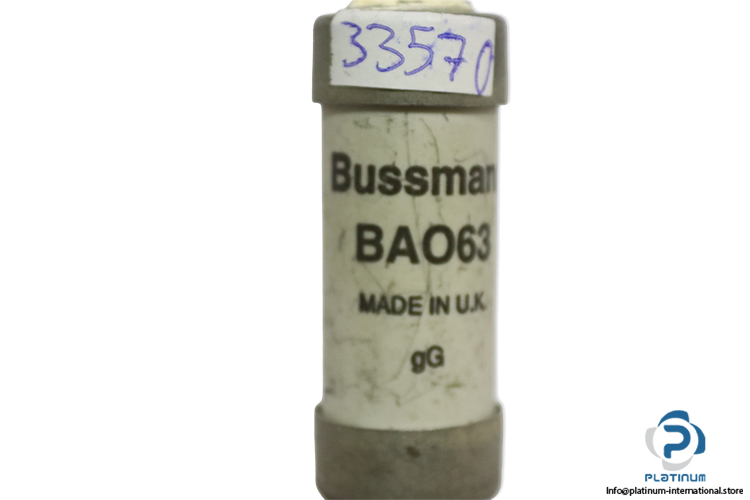 33570
Bussman
BAO63
MADE IN U.K.
gG
PLATINUM
Info@platinum-international.store